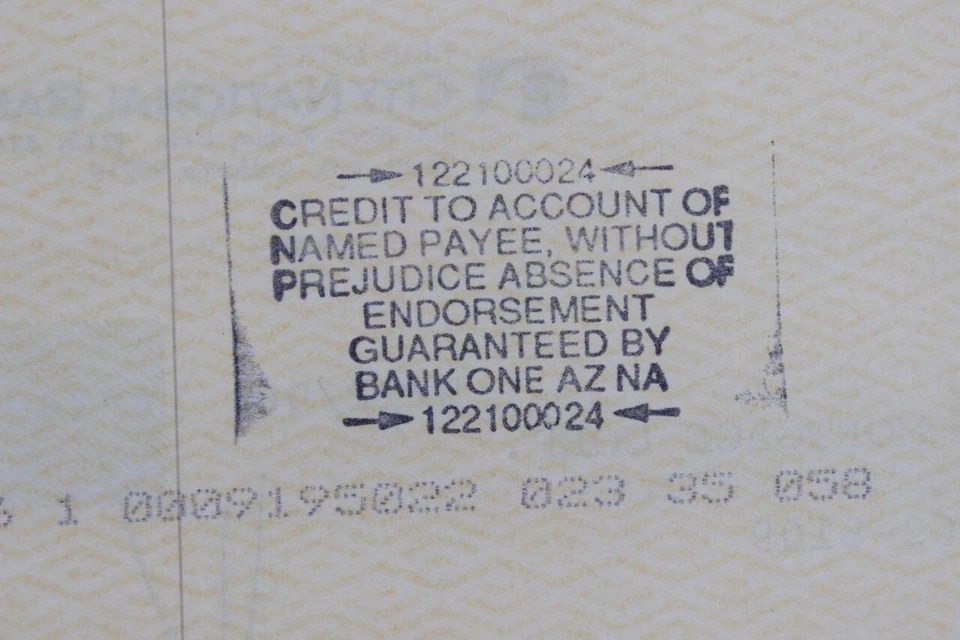 122100024
CREDIT TO ACCOUNT OF
NAMED PAYEE, WITHOUT
PREJUDICE ABSENCE OF
ENDORSEMENT
GUARANTEED BY
BANK ONE AZ NA
122100024
1 0009195022 023 35 058